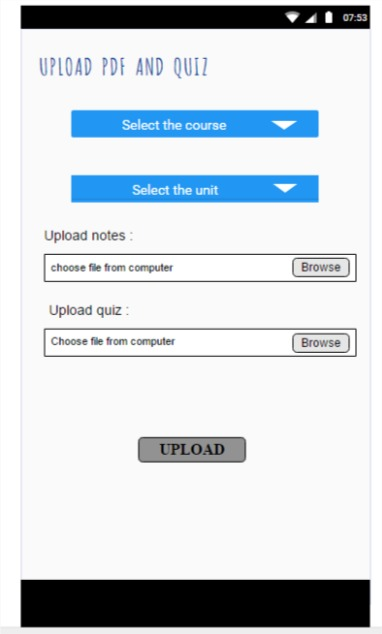 07:53
UPLOAD PDF AND QUIZ
Select the course
Select the unit
Upload notes :
choose file from computer Browse
Upload quiz :
Choose file from computer Browse
UPLOAD